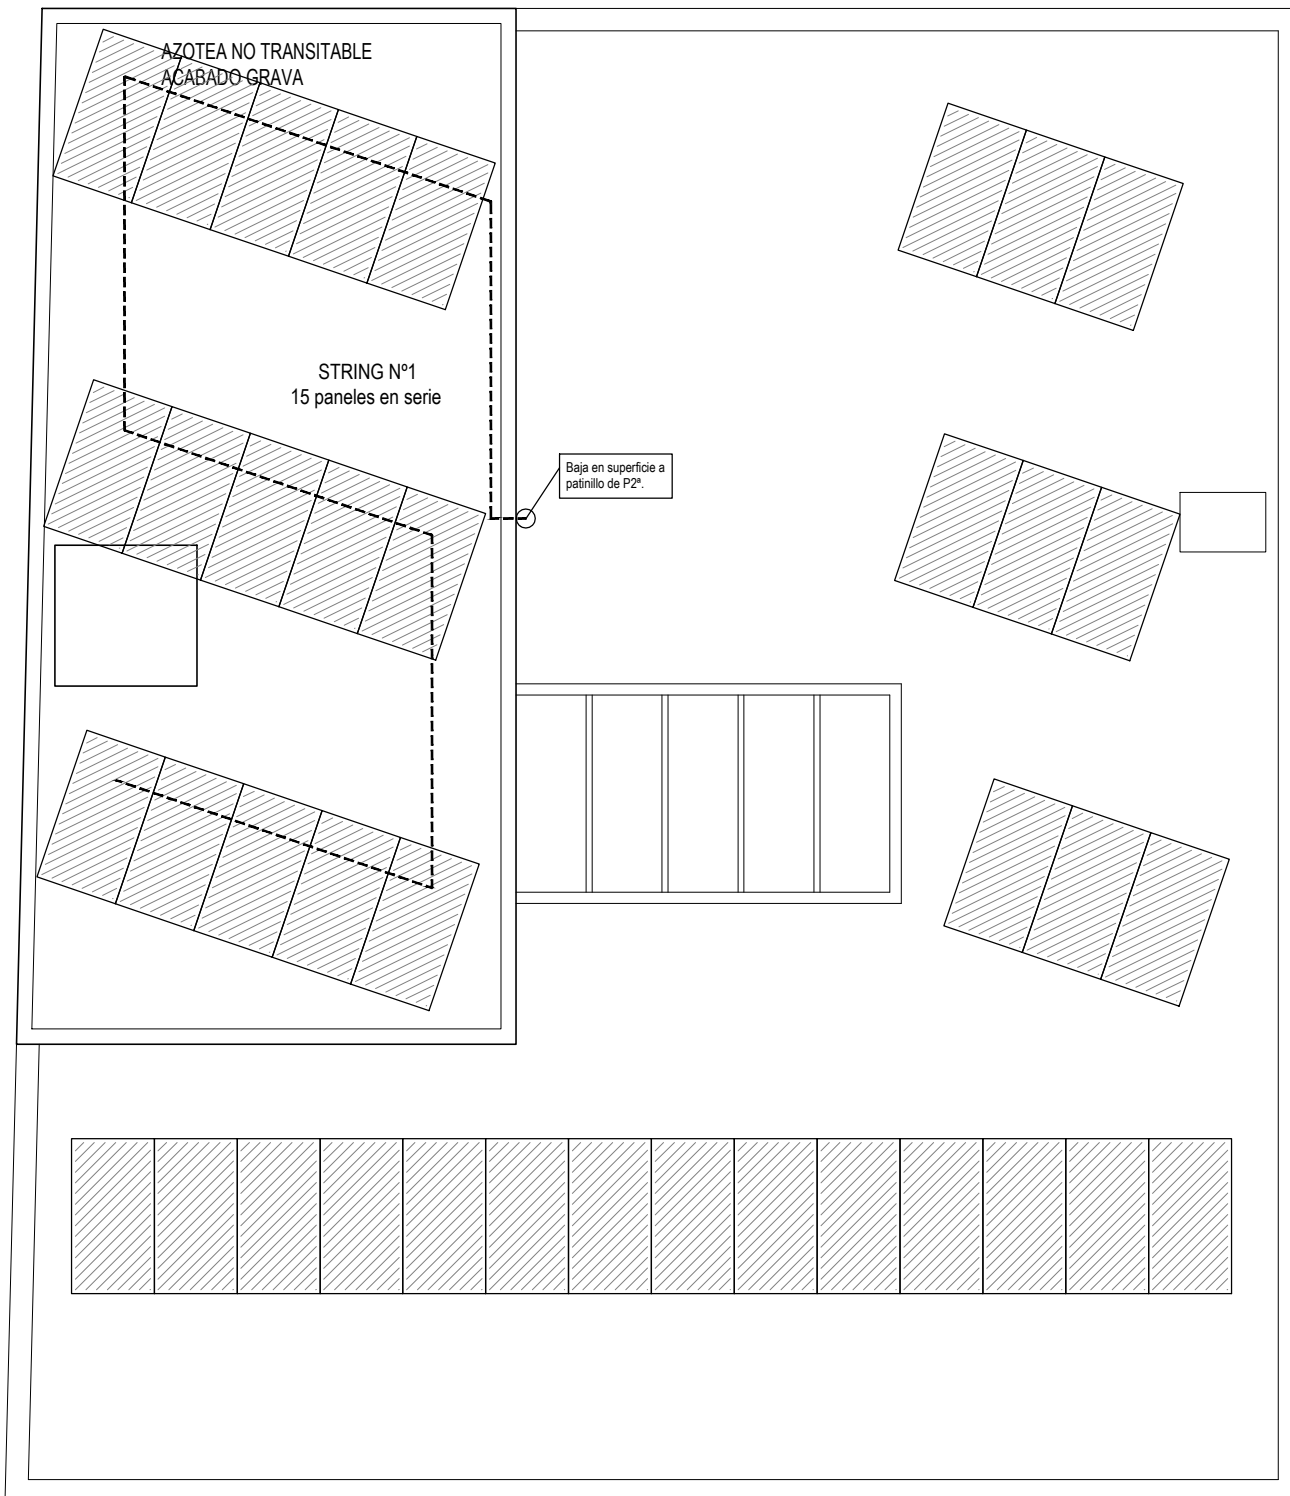 AZOTEA NO TRANSITABLE
ACABADO GRAVA
STRING Nº1
15 paneles en serie
Baja en superficie a
patinillo de P2ª.